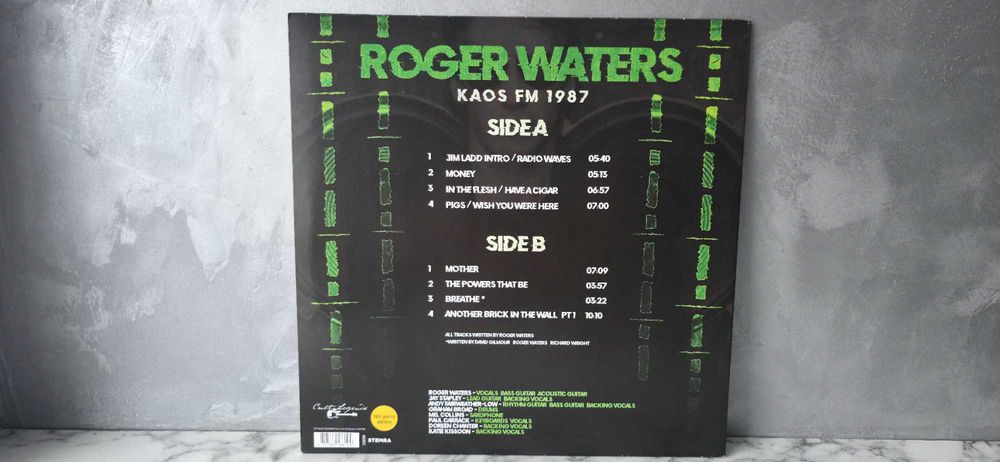 ROGER WATERS
KAOS FM 1987
SIDE A
1 JIM LADD INTRO / RADIO WAVES 05:40
2 MONEY 05:13
3 IN THE FLESH / HAVE A CIGAR 06:57
4 PIGS / WISH YOU WERE HERE 07:00
SIDE B
1 MOTHER 07:09
2 THE POWERS THAT BE 03:57
3 BREATHE * 03:22
4 ANOTHER BRICK IN THE WALL PT 1 10:10
ALL TRACKS WRITTEN BY ROGER WATERS
*WRITTEN BY DAVID GILMOUR ROGER WATERS RICHARD WRIGHT
ROGER WATERS - VOCALS BASS GUITAR ACOUSTIC GUITAR
JAY STAPLEY - LEAD GUITAR BACKING VOCALS
ANDY FAIRWEATHER-LOW - RHYTHM GUITAR BASS GUITAR BACKING VOCALS
GRAHAM BROAD - DRUMS
MEL COLLINS - SAXOPHONE
PAUL CARRACK - KEYBOARDS VOCALS
DOREEN CHANTER - BACKING VOCALS
KATIE KISSOON - BACKING VOCALS
Cult Legends
STEMRA